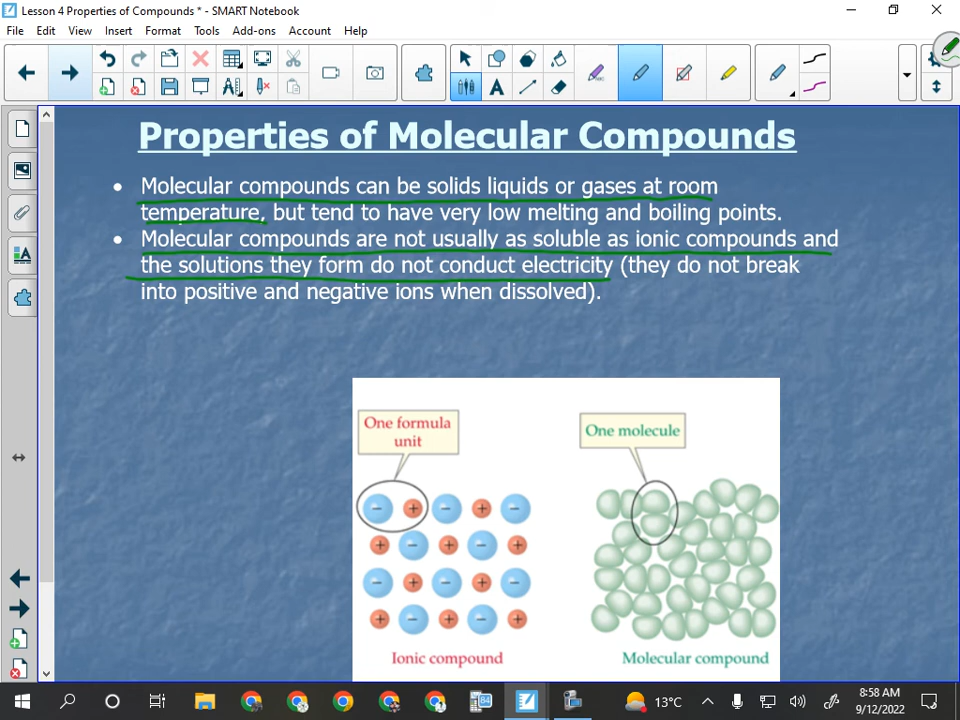 Lesson 4 Properties of Compounds * - SMART Notebook
File Edit View Insert Format Tools Add-ons Account Help
Properties of Molecular Compounds
• Molecular compounds can be solids liquids or gases at room
temperature, but tend to have very low melting and boiling points.
• Molecular compounds are not usually as soluble as ionic compounds and
the solutions they form do not conduct electricity (they do not break
into positive and negative ions when dissolved).
One formula
unit
One molecule
− + − + −
+ − + − +
− + − + −
+ − + − +
Ionic compound
Molecular compound
13°C
8:58 AM
9/12/2022